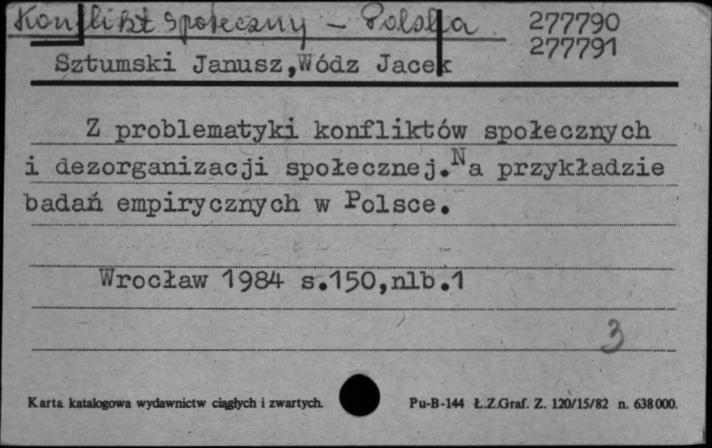 Konflikt społeczny – Polska 277790
277791
Sztumski Janusz,Wódz Jacek
Z problematyki konfliktów społecznych
i dezorganizacji społecznej.Na przykładzie
badań empirycznych w Polsce.
Wrocław 1984 s.150,nlb.1
3
Karta katalogowa wydawnictw ciągłych i zwartych. Pu-B-144 Ł.Z.Graf. Z. 120/15/82 n. 638000.